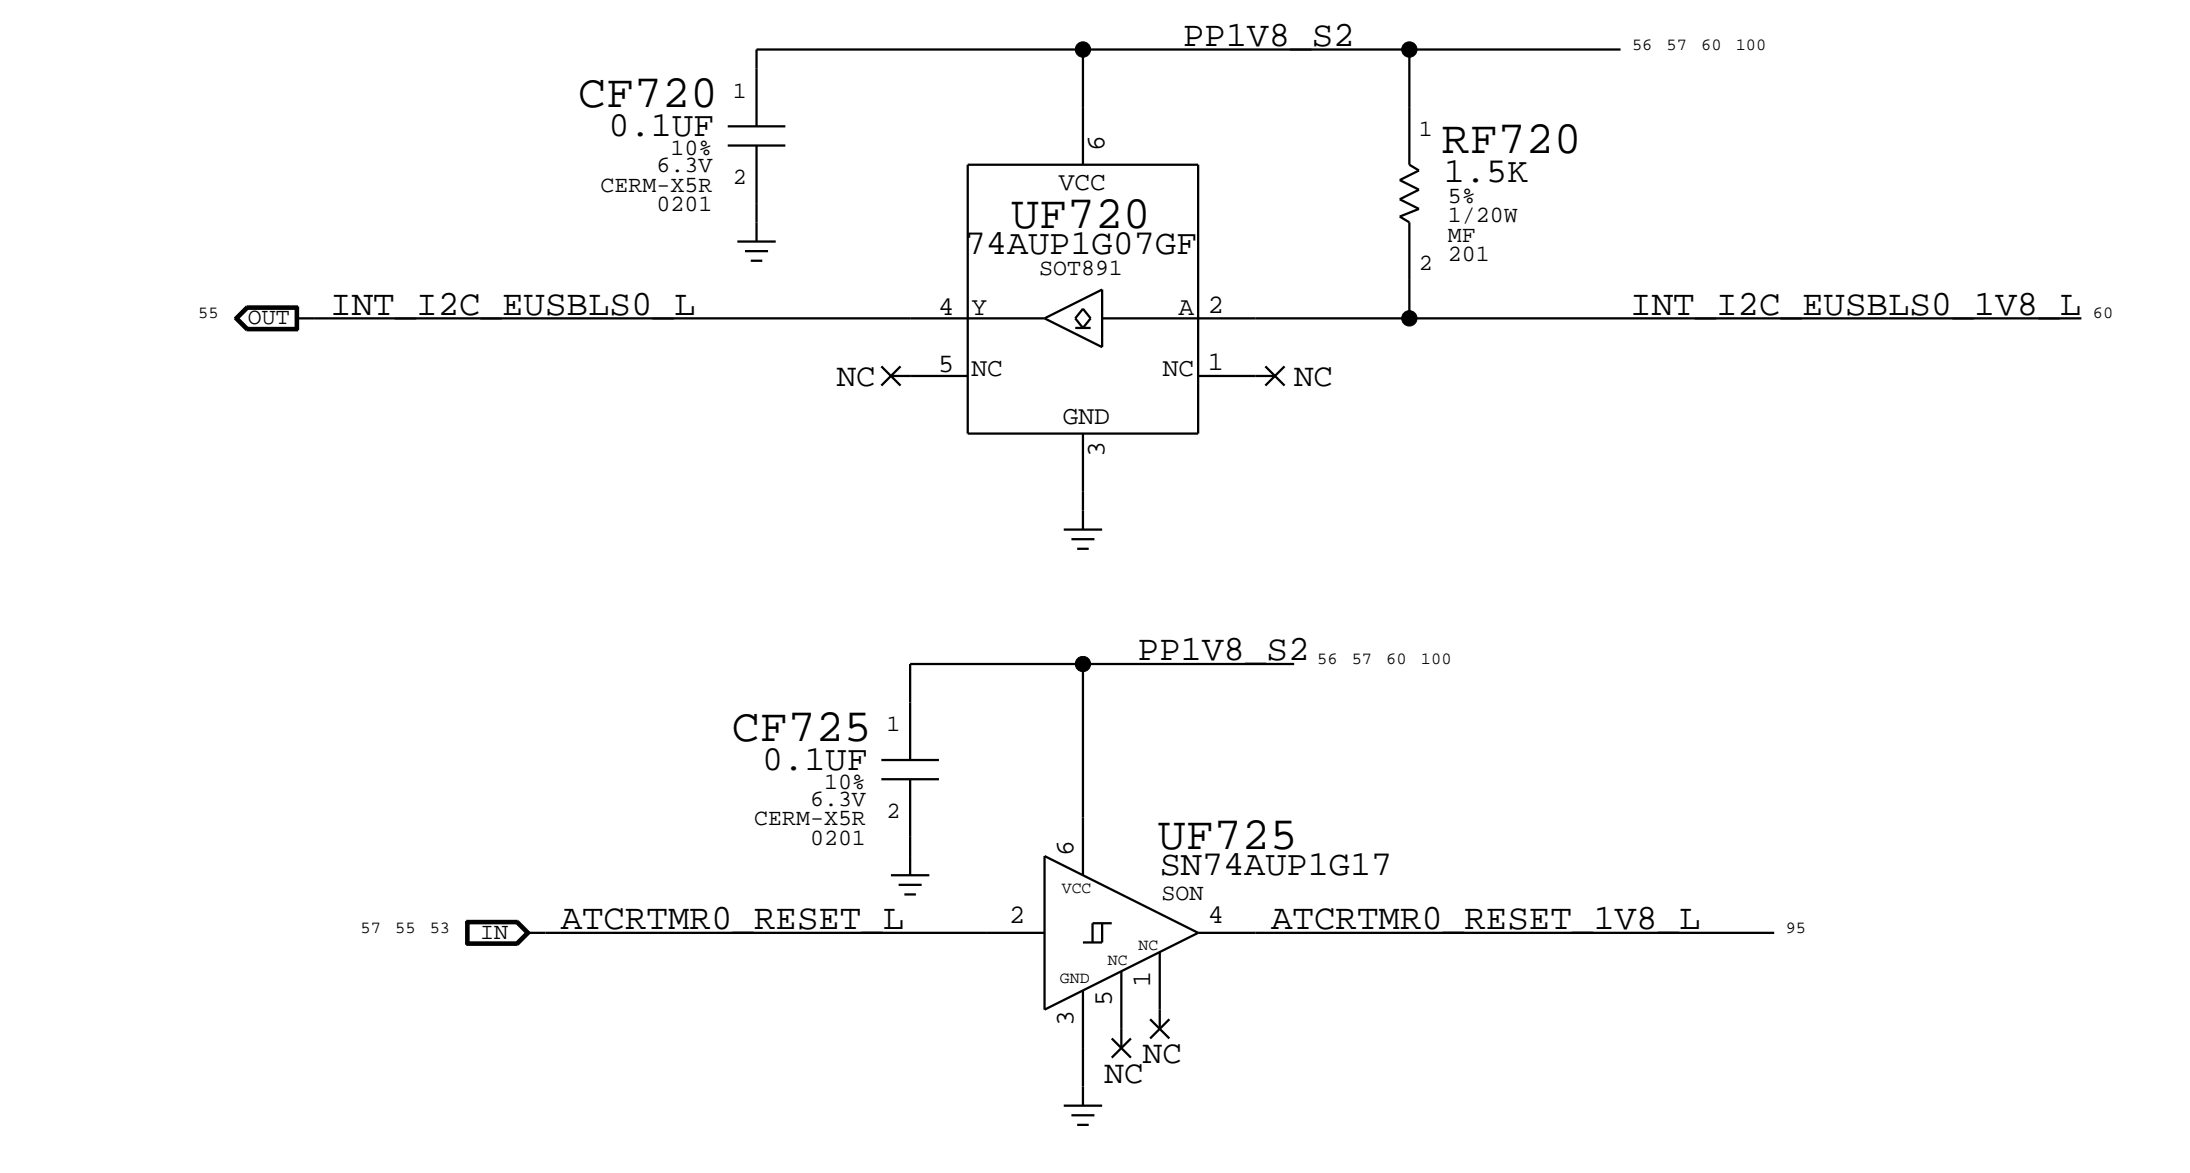 PP1V8_S2 56 57 60 100
CF720 1
0.1UF
10%
6.3V
CERM-X5R 2
0201
6
VCC
UF720
74AUP1G07GF
SOT891
1 RF720
1.5K
5%
1/20W
MF
2 201
55 OUT INT_I2C_EUSBLS0_L 4 Y A 2 INT_I2C_EUSBLS0_1V8_L 60
NC 5 NC NC 1 NC
GND
3
PP1V8_S2 56 57 60 100
CF725 1
0.1UF
10%
6.3V
CERM-X5R 2
0201
6
UF725
SN74AUP1G17
SON
VCC
57 55 53 IN ATCRTMR0_RESET_L 2 4 ATCRTMR0_RESET_1V8_L 95
NC
NC
GND
1
5
3
NC
NC